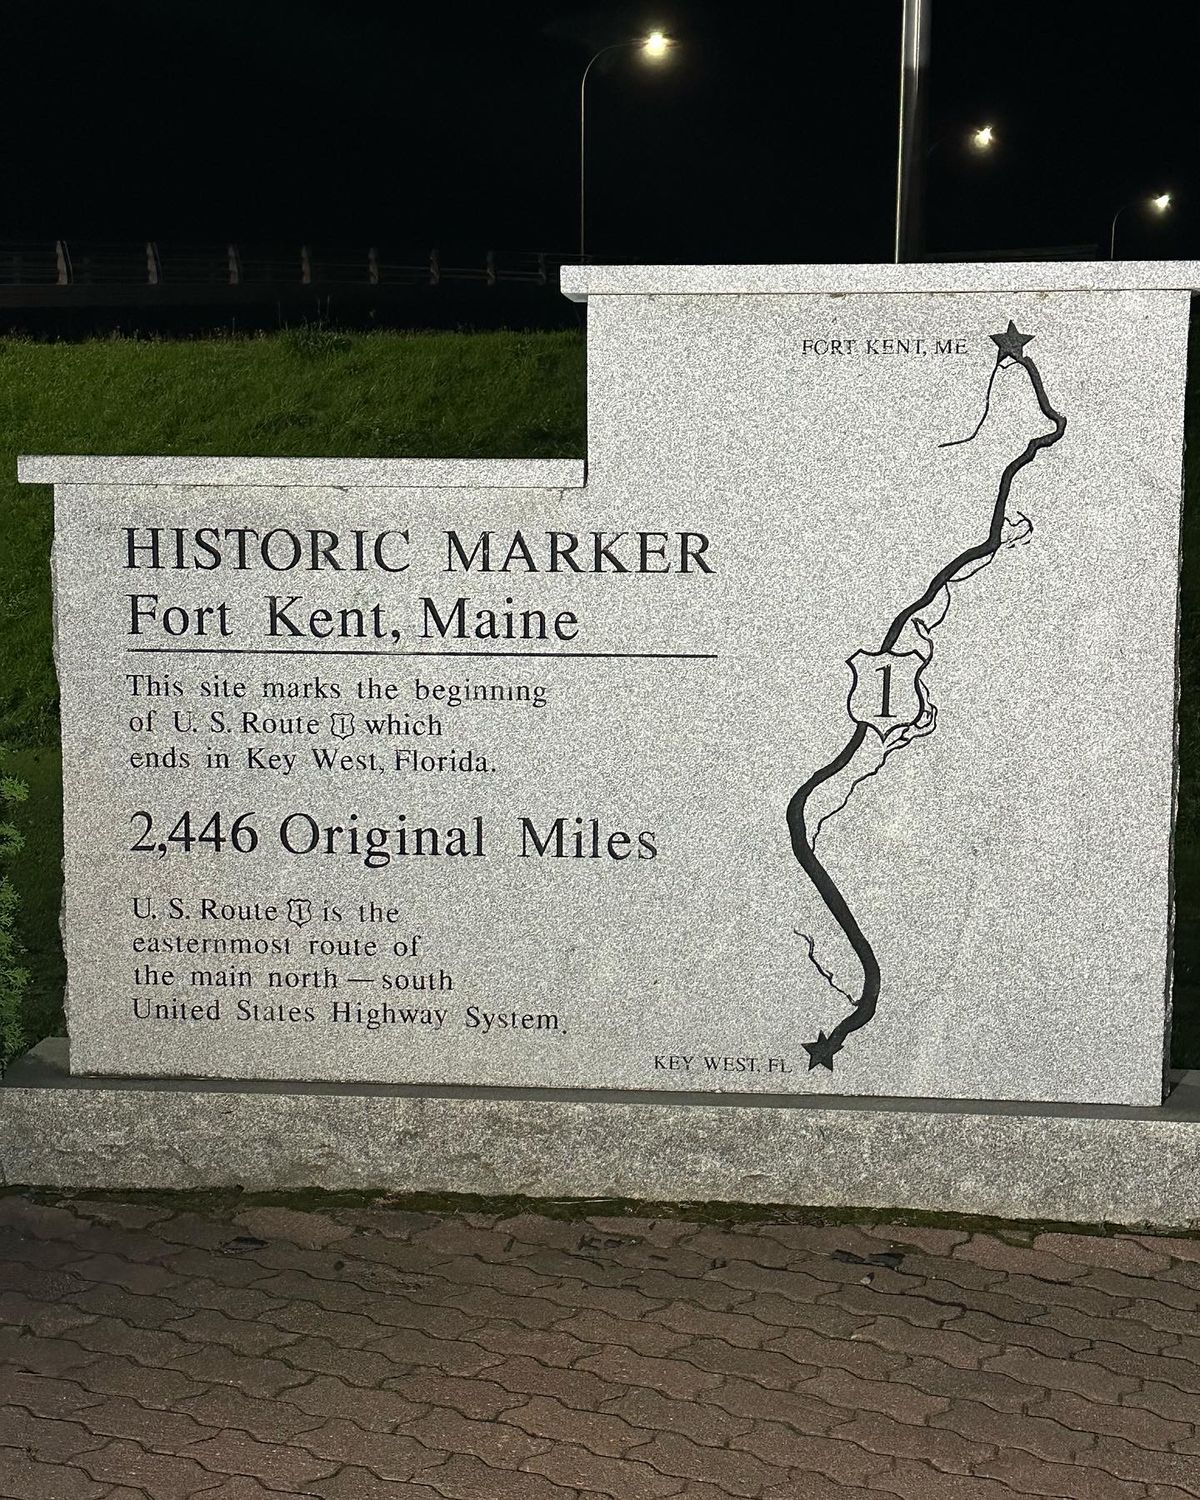 FORT KENT, ME
HISTORIC MARKER
Fort Kent, Maine
This site marks the beginning
of U. S. Route 1 which
ends in Key West, Florida.
2,446 Original Miles
U. S. Route 1 is the
easternmost route of
the main north — south
United States Highway System.
1
KEY WEST, FL